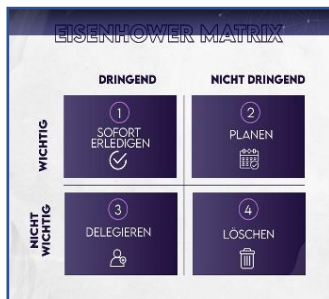 EISENHOWER MATRIX
DRINGEND
NICHT DRINGEND
WICHTIG
1
SOFORT
ERLEDIGEN
2
PLANEN
NICHT
WICHTIG
3
DELEGIEREN
4
LÖSCHEN